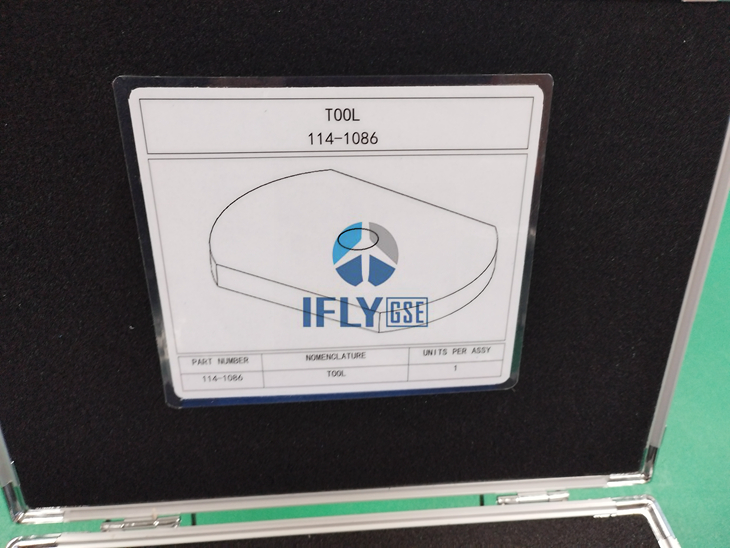 TOOL
114-1086
IFLY GSE
PART NUMBER NOMENCLATURE UNITS PER ASSY
114-1086 TOOL 1